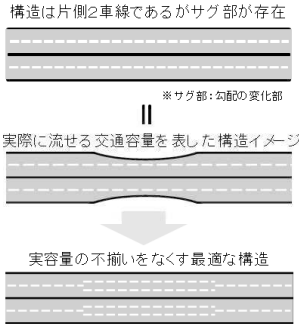 構造は片側２車線であるがサグ部が存在
※サグ部：勾配の変化部
実際に流せる交通容量を表した構造イメージ
実容量の不揃いをなくす最適な構造